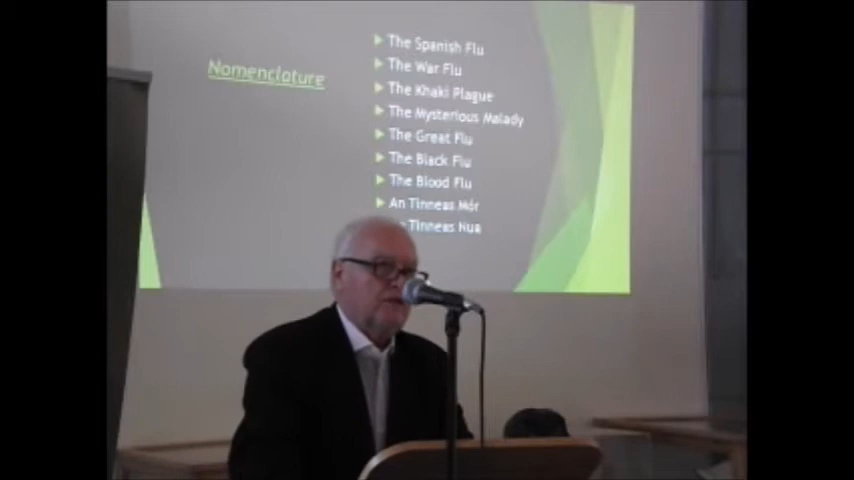 Nomenclature
The Spanish Flu
The War Flu
The Khaki Plague
The Mysterious Malady
The Great Flu
The Black Flu
The Blood Flu
An Tinneas Mór
Tinneas Nua